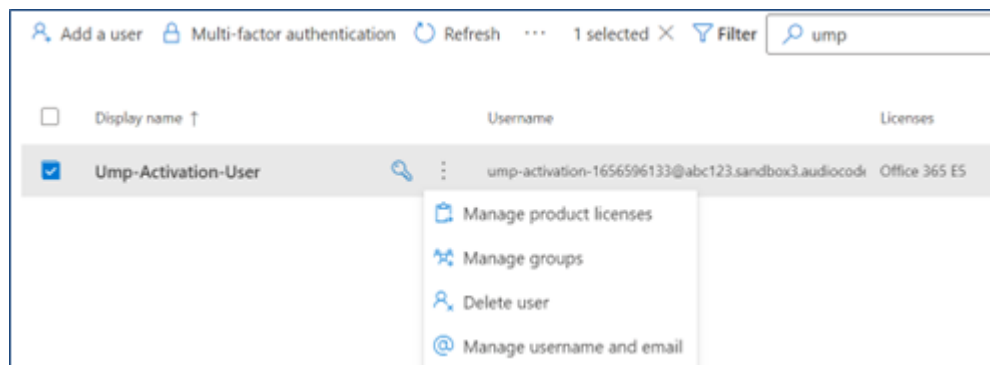 Add a user Multi-factor authentication Refresh ... 1 selected × Filter ump
Display name ↑ Username Licenses
Ump-Activation-User ump-activation-1656596133@abc123.sandbox3.audiocode Office 365 E5
Manage product licenses
Manage groups
Delete user
Manage username and email